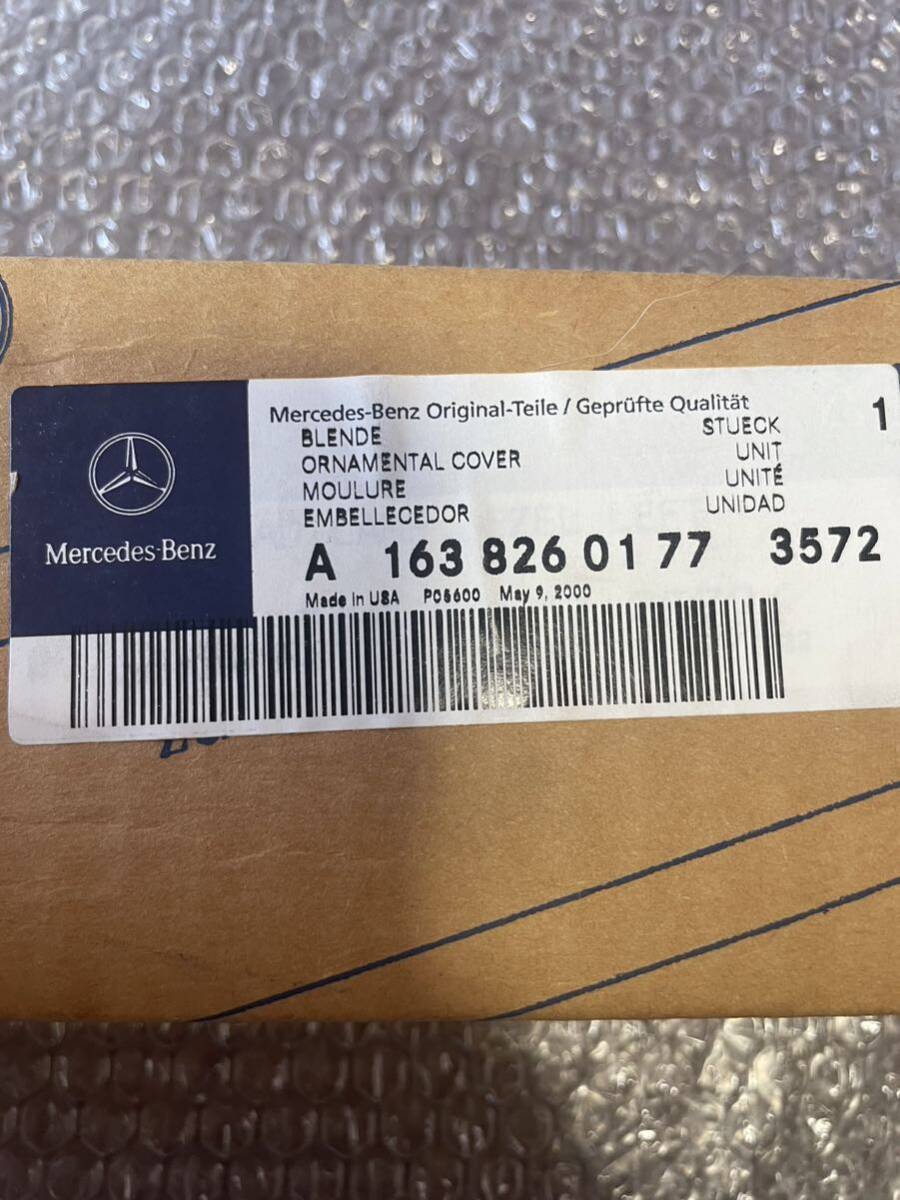 Mercedes-Benz
Mercedes-Benz Original-Teile / Geprüfte Qualität
BLENDE STUECK 1
ORNAMENTAL COVER UNIT
MOULURE UNITÉ
EMBELLECEDOR UNIDAD
A 163 826 01 77 3572
Made in USA P05600 May 9, 2000